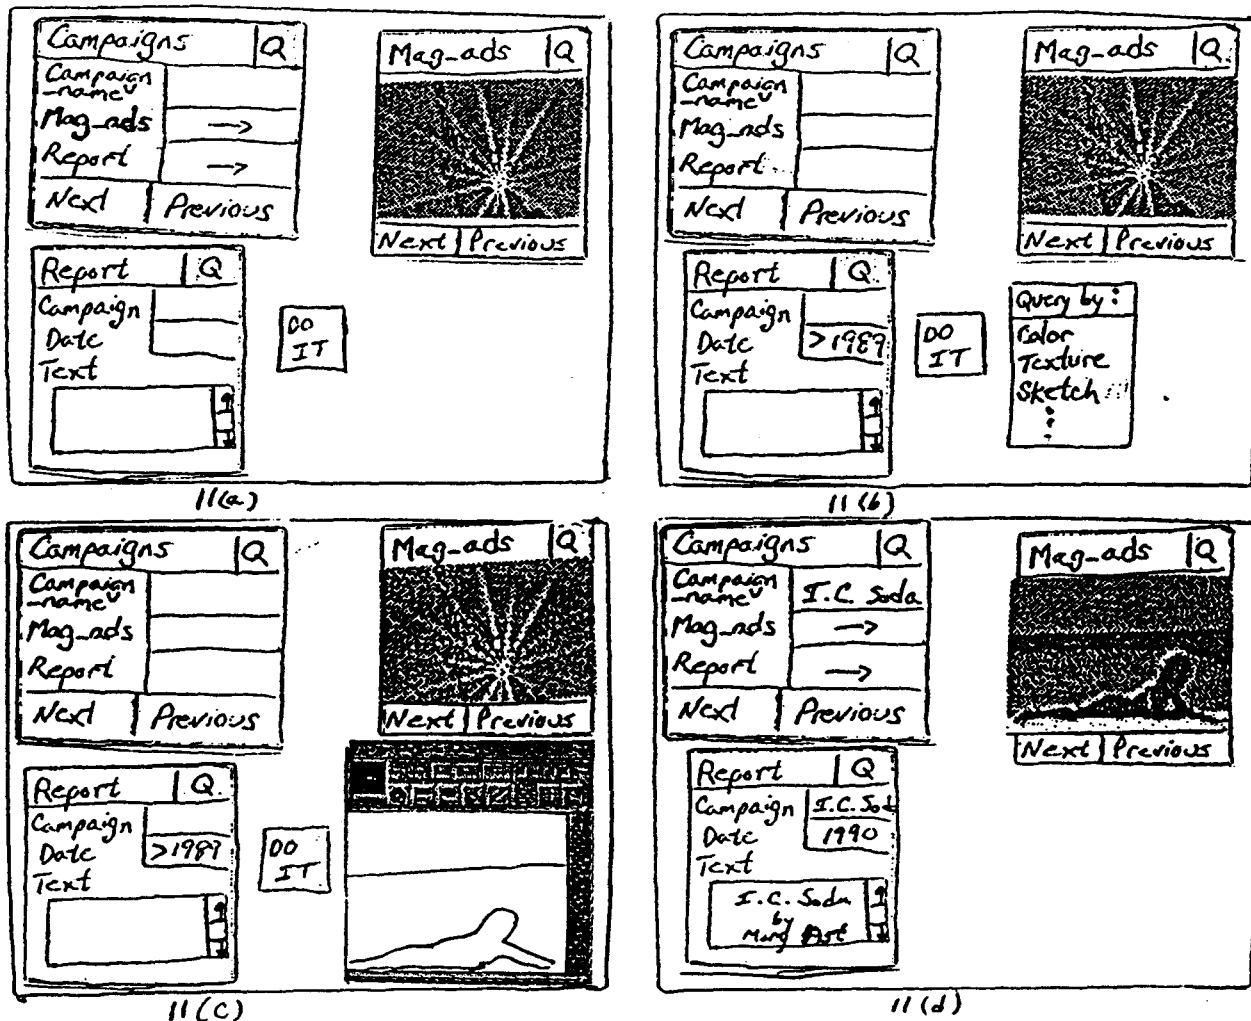 Campaigns Q
Campaign
-name
Mag_ads →
Report →
Next Previous
Mag_ads Q
Next Previous
Report Q
Campaign
Date
Text
DO
IT
11(a)
Campaigns Q
Campaign
-name
Mag_ads
Report
Next Previous
Mag_ads Q
Next Previous
Report Q
Campaign
Date >1989
Text
DO
IT
Query by:
Color
Texture
Sketch
11(b)
Campaigns Q
Campaign
-name
Mag_ads
Report
Next Previous
Mag_ads Q
Next Previous
Report Q
Campaign
Date >1989
Text
DO
IT
11(c)
Campaigns Q
Campaign
-name I.C. Soda
Mag_ads →
Report →
Next Previous
Mag_ads Q
Next Previous
Report Q
Campaign I.C. Sod
Date 1990
Text
I.C. Soda
by
11(d)